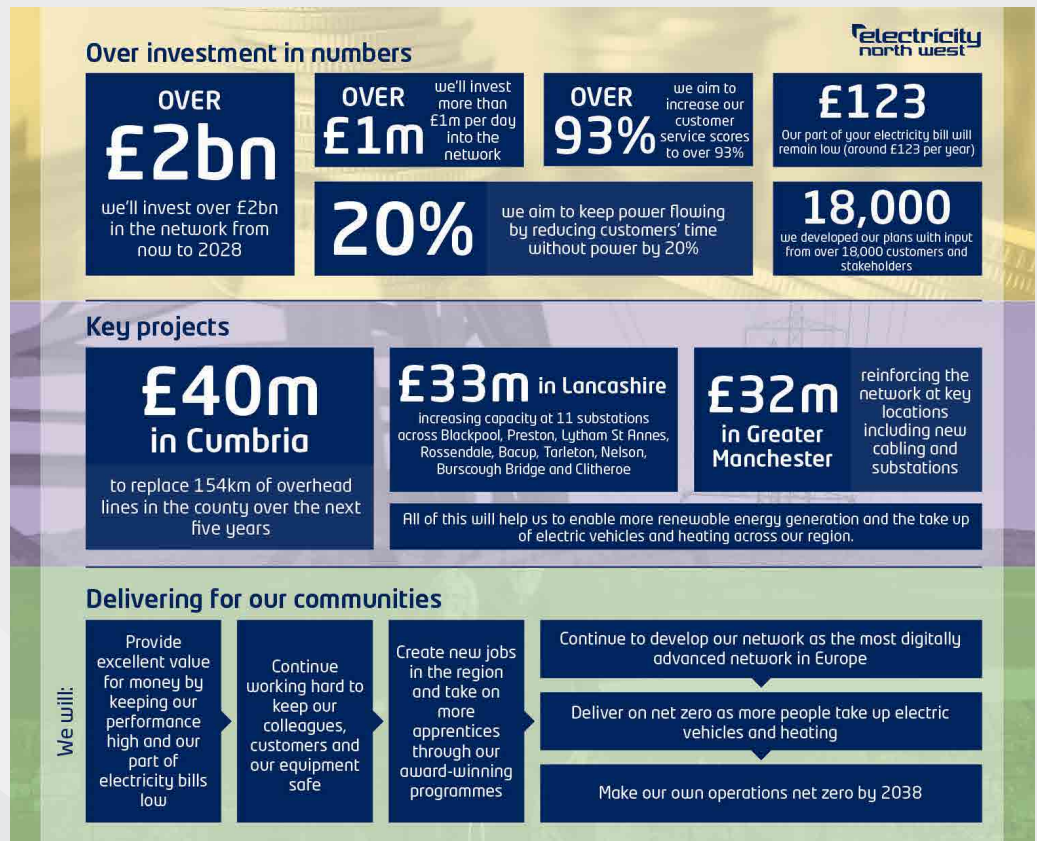 Over investment in numbers
electricity
north west
OVER
£2bn
we'll invest over £2bn
in the network from
now to 2028
OVER
£1m
we'll invest
more than
£1m per day
into the
network
OVER
93%
we aim to
increase our
customer
service scores
to over 93%
£123
Our part of your electricity bill will
remain low (around £123 per year)
20%
we aim to keep power flowing
by reducing customers' time
without power by 20%
18,000
we developed our plans with input
from over 18,000 customers and
stakeholders
Key projects
£40m
in Cumbria
to replace 154km of overhead
lines in the county over the next
five years
£33m in Lancashire
increasing capacity at 11 substations
across Blackpool, Preston, Lytham St Annes,
Rossendale, Bacup, Tarleton, Nelson,
Burscough Bridge and Clitheroe
£32m
in Greater
Manchester
reinforcing the
network at key
locations
including new
cabling and
substations
All of this will help us to enable more renewable energy generation and the take up
of electric vehicles and heating across our region.
Delivering for our communities
We will:
Provide
excellent value
for money by
keeping our
performance
high and our
part of
electricity bills
low
Continue
working hard to
keep our
colleagues,
customers and
our equipment
safe
Create new jobs
in the region
and take on
more
apprentices
through our
award-winning
programmes
Continue to develop our network as the most digitally
advanced network in Europe
Deliver on net zero as more people take up electric
vehicles and heating
Make our own operations net zero by 2038